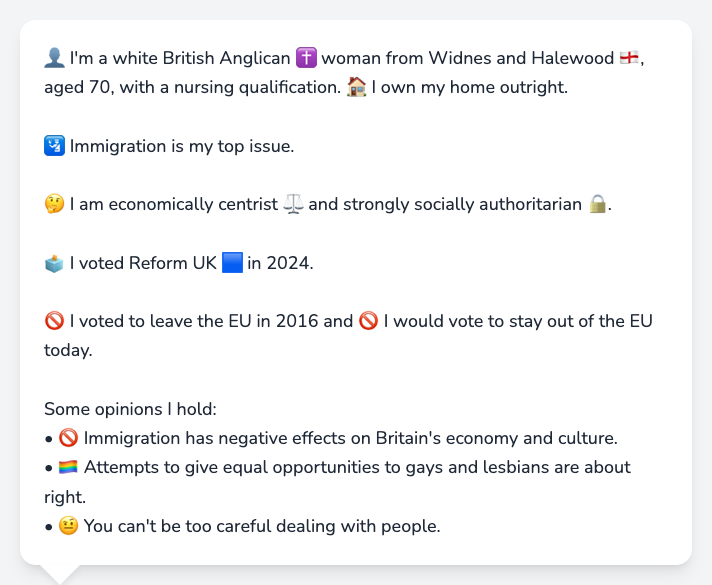 👤 I'm a white British Anglican ✝️ woman from Widnes and Halewood 🏴󠁧󠁢󠁥󠁮󠁧󠁿,
aged 70, with a nursing qualification. 🏠 I own my home outright.
🛂 Immigration is my top issue.
🤔 I am economically centrist ⚖️ and strongly socially authoritarian 🔒.
🗳️ I voted Reform UK 🟦 in 2024.
🚫 I voted to leave the EU in 2016 and 🚫 I would vote to stay out of the EU
today.
Some opinions I hold:
• 🚫 Immigration has negative effects on Britain's economy and culture.
• 🏳️‍🌈 Attempts to give equal opportunities to gays and lesbians are about
right.
• 🤨 You can't be too careful dealing with people.